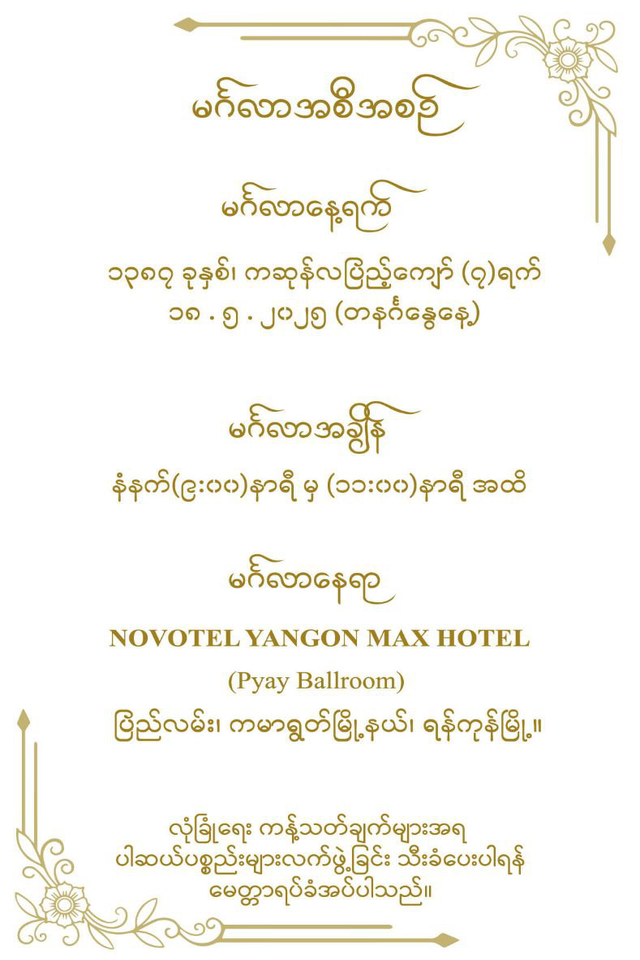 မင်္ဂလာအစီအစဉ်
မင်္ဂလာနေ့ရက်
၁၃၈၇ ခုနှစ်၊ ကဆုန်လပြည့်ကျော် (၇)ရက်
၁၈ . ၅ . ၂၀၂၅ (တနင်္ဂနွေနေ့)
မင်္ဂလာအချိန်
နံနက်(၉:၀၀)နာရီ မှ (၁၁:၀၀)နာရီ အထိ
မင်္ဂလာနေရာ
NOVOTEL YANGON MAX HOTEL
(Pyay Ballroom)
ပြည်လမ်း၊ ကမာရွတ်မြို့နယ်၊ ရန်ကုန်မြို့။
လုံခြုံရေး ကန့်သတ်ချက်များအရ
ပါဆယ်ပစ္စည်းများလက်ဖွဲ့ခြင်း သီးခံပေးပါရန်
မေတ္တာရပ်ခံအပ်ပါသည်။